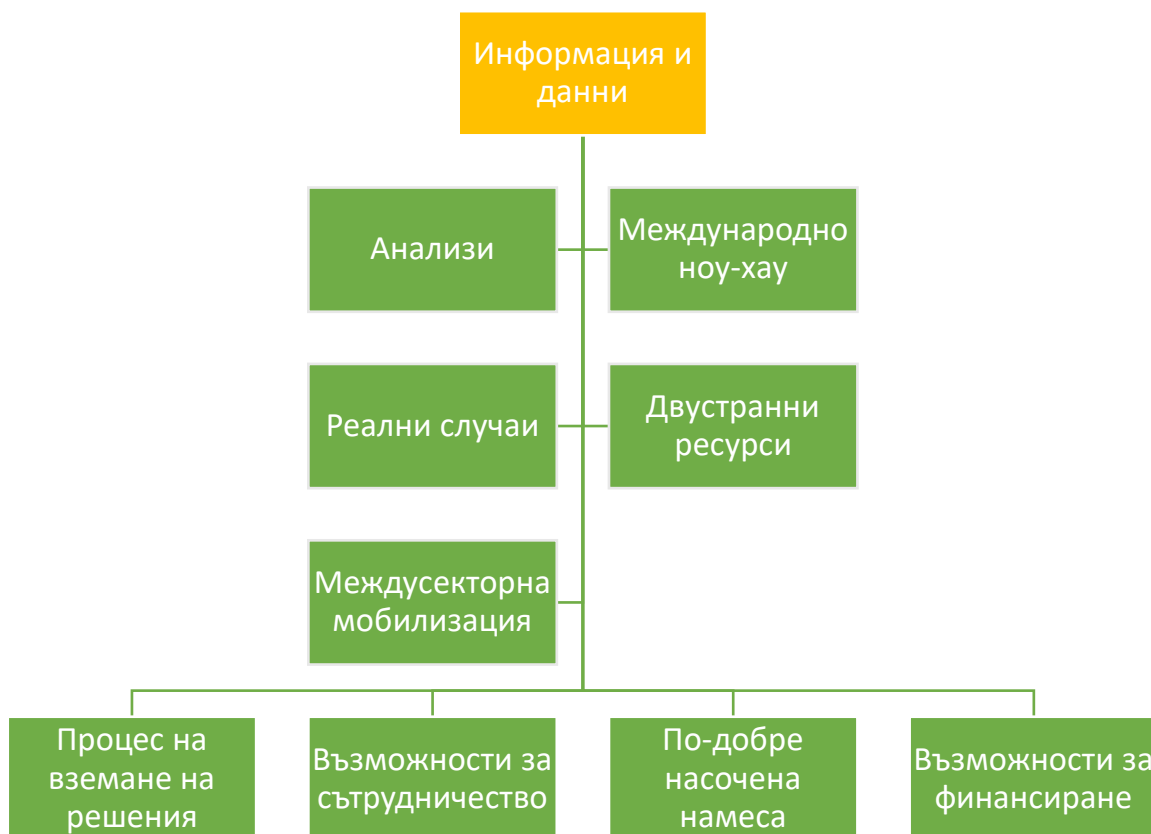 Информация и
данни
Анализи
Международно
ноу-хау
Реални случаи
Двустранни
ресурси
Междусекторна
мобилизация
Процес на
вземане на
решения
Възможности за
сътрудничество
По-добре
насочена
намеса
Възможности за
финансиране